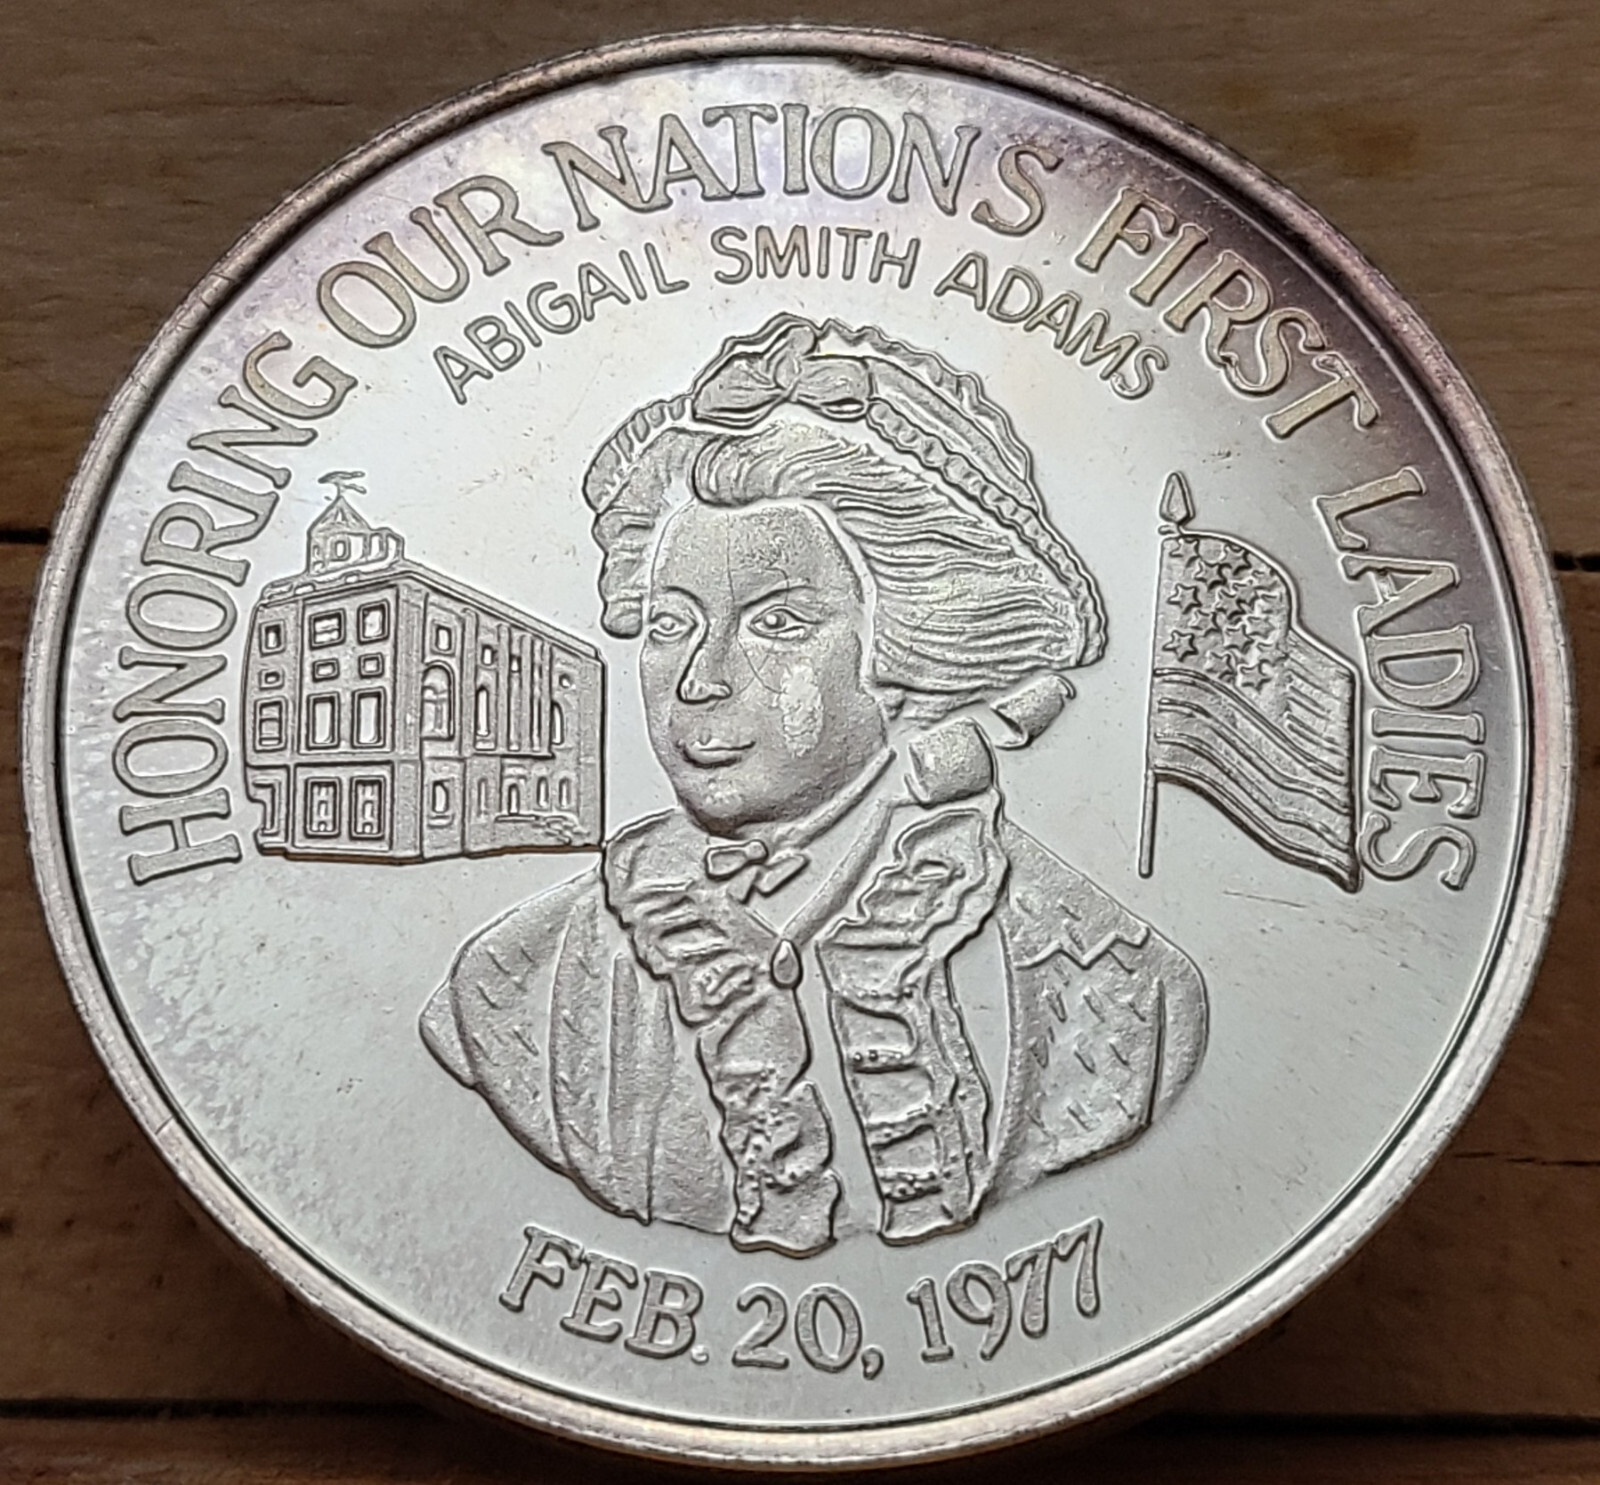 HONORING OUR NATIONS FIRST LADIES
ABIGAIL SMITH ADAMS
FEB. 20, 1977